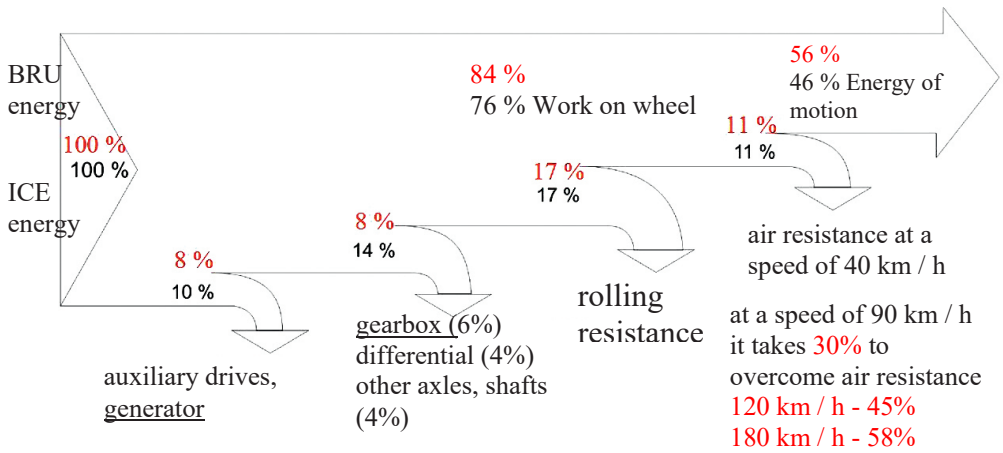 BRU
energy
100 %
100 %
ICE
energy
84 %
76 % Work on wheel
56 %
46 % Energy of
motion
8 %
10 %
auxiliary drives,
generator
8 %
14 %
gearbox (6%)
differential (4%)
other axles, shafts
(4%)
17 %
17 %
rolling
resistance
11 %
11 %
air resistance at a
speed of 40 km / h
at a speed of 90 km / h
it takes 30% to
overcome air resistance
120 km / h - 45%
180 km / h - 58%